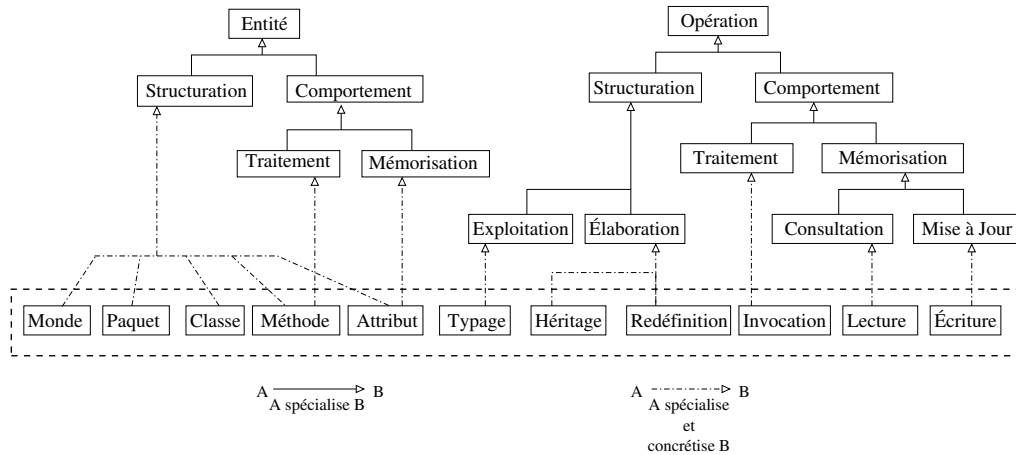 Entité
Opération
Structuration
Comportement
Structuration
Comportement
Traitement
Mémorisation
Traitement
Mémorisation
Exploitation
Élaboration
Consultation
Mise à Jour
Monde
Paquet
Classe
Méthode
Attribut
Typage
Héritage
Redéfinition
Invocation
Lecture
Écriture
A
B
A spécialise B
A
B
A spécialise
et
concrétise B